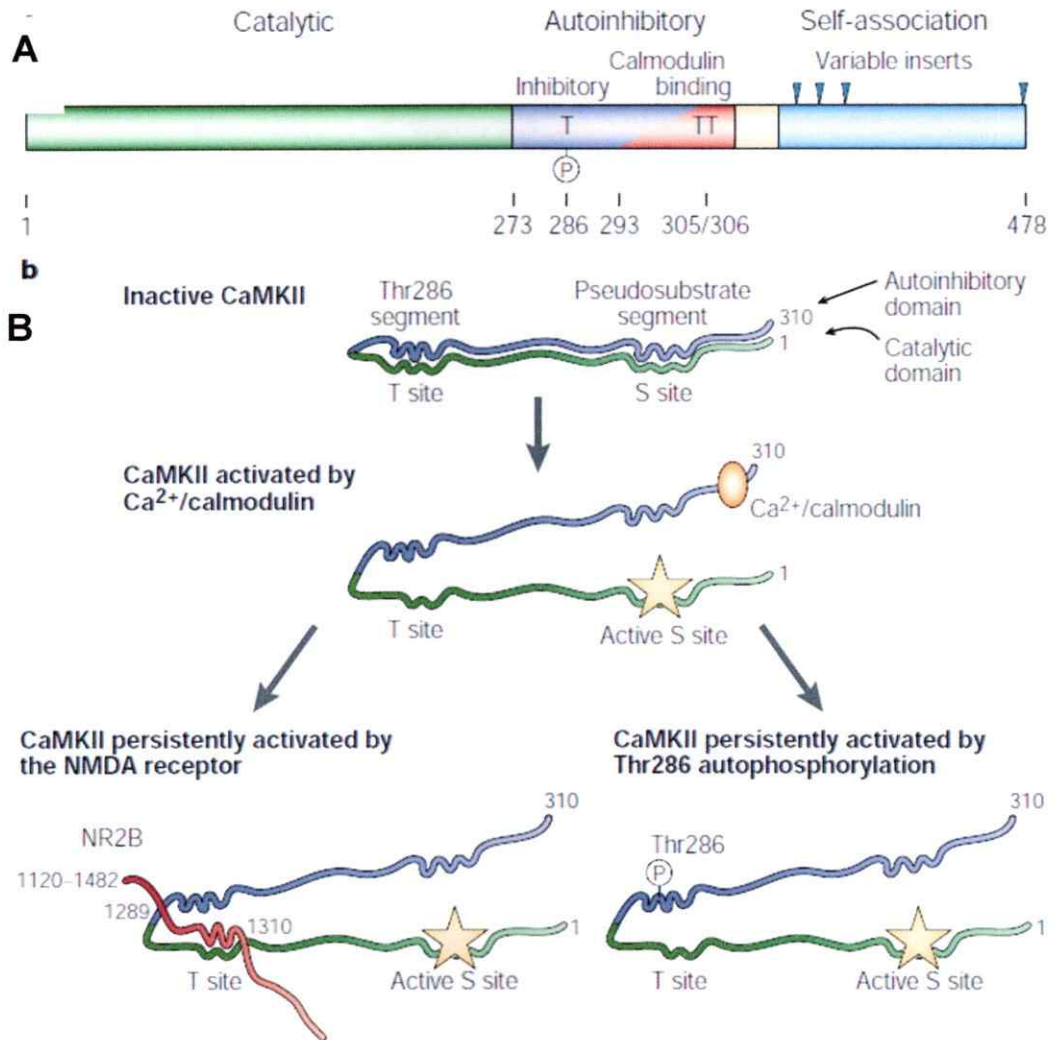 Catalytic Autoinhibitory Self-association
A
Calmodulin Variable inserts
Inhibitory binding
T TT
P
1 273 286 293 305/306 478
b
Inactive CaMKII
Thr286
segment
Pseudosubstrate
segment
310
1
Autoinhibitory
domain
Catalytic
domain
B
T site S site
CaMKII activated by
Ca2+/calmodulin
310
Ca2+/calmodulin
1
T site Active S site
CaMKII persistently activated by
the NMDA receptor
NR2B
1120–1482
1289
1310
310
1
T site Active S site
CaMKII persistently activated by
Thr286 autophosphorylation
Thr286
P
310
1
T site Active S site